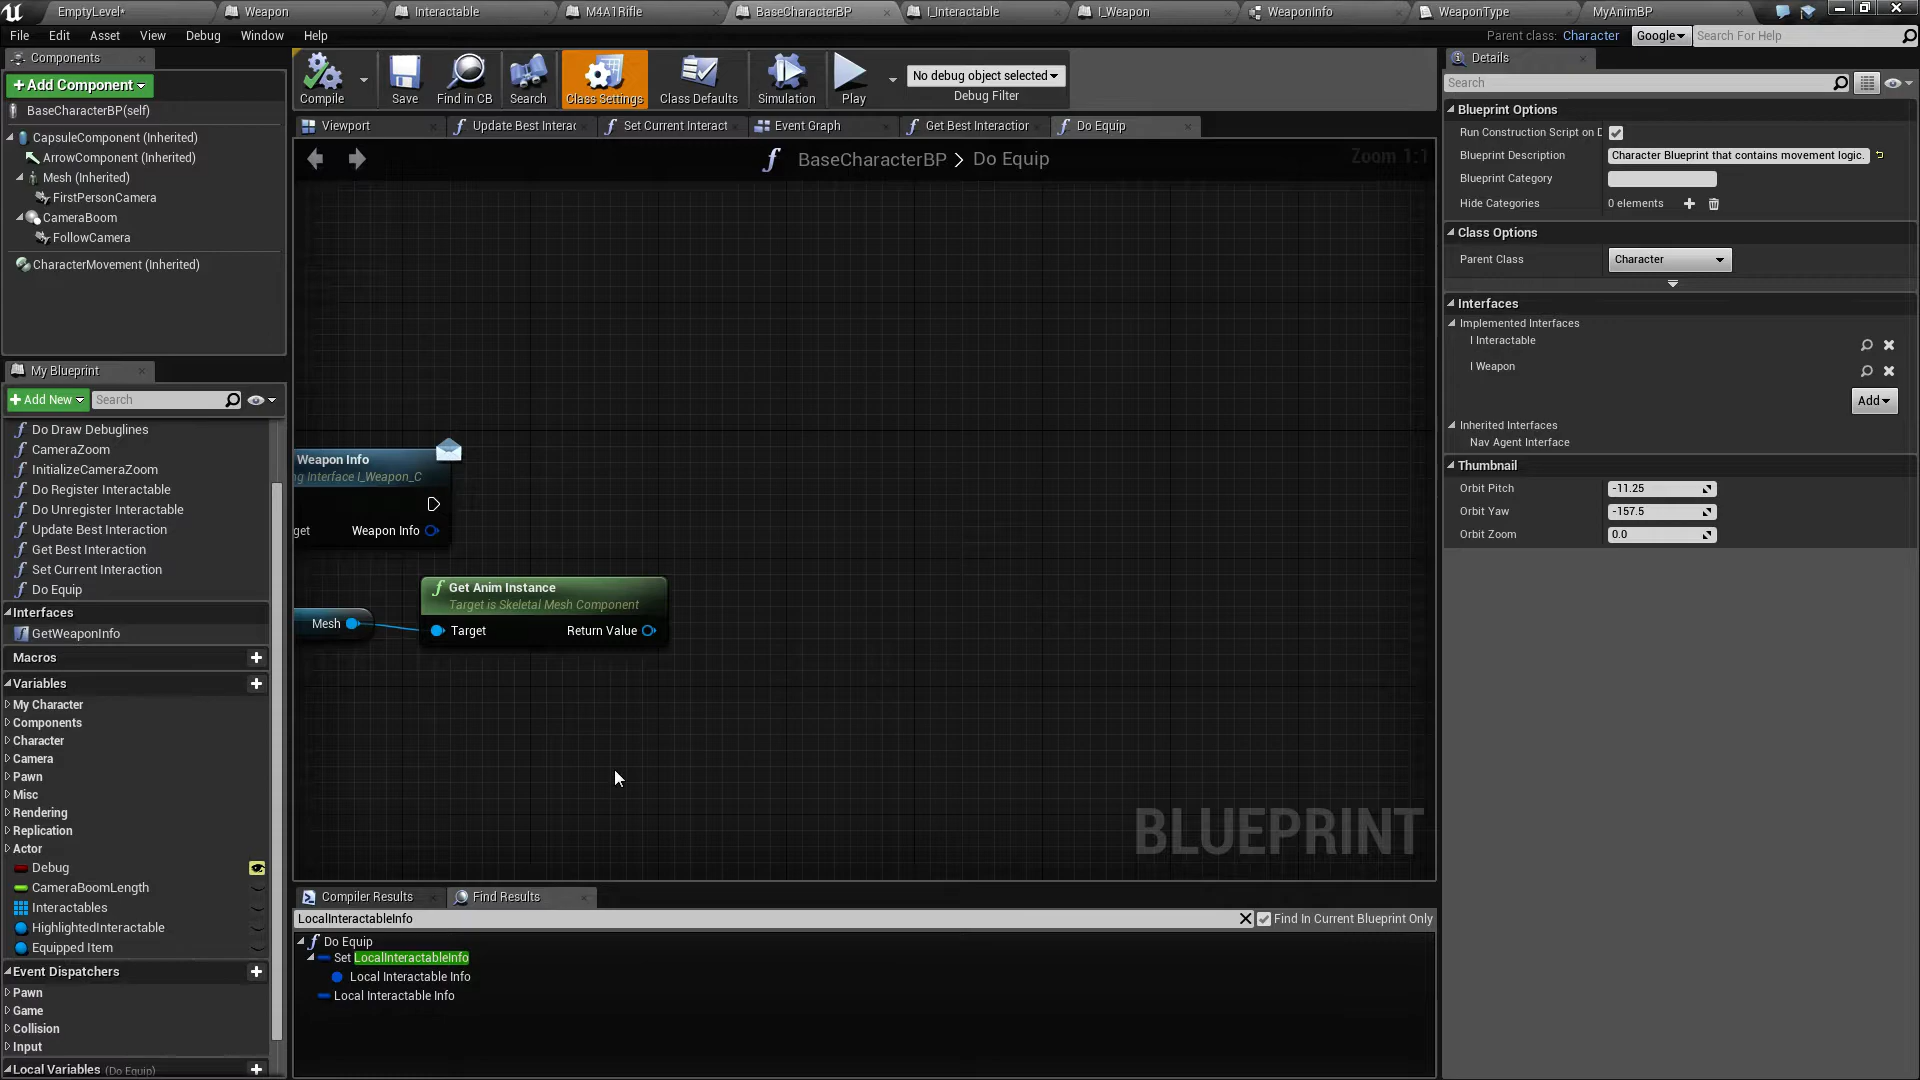 EmptyLevel*
Weapon
Interactable
M4A1Rifle
BaseCharacterBP
I_Interactable
I_Weapon
WeaponInfo
WeaponType
MyAnimBP
File Edit Asset View Debug Window Help
Parent class: Character
Google
Search For Help
Components
+Add Component
BaseCharacterBP(self)
CapsuleComponent (Inherited)
ArrowComponent (Inherited)
Mesh (Inherited)
FirstPersonCamera
CameraBoom
FollowCamera
CharacterMovement (Inherited)
My Blueprint
+Add New
Search
Do Draw Debuglines
CameraZoom
InitializeCameraZoom
Do Register Interactable
Do Unregister Interactable
Update Best Interaction
Get Best Interaction
Set Current Interaction
Do Equip
Interfaces
GetWeaponInfo
Macros
Variables
My Character
Components
Character
Camera
Pawn
Misc
Rendering
Replication
Actor
Debug
CameraBoomLength
Interactables
HighlightedInteractable
Equipped Item
Event Dispatchers
Pawn
Game
Collision
Input
Local Variables (Do Equip)
Compile
Save
Find in CB
Search
Class Settings
Class Defaults
Simulation
Play
No debug object selected
Debug Filter
Viewport
Update Best Interac
Set Current Interact
Event Graph
Get Best Interaction
Do Equip
BaseCharacterBP > Do Equip
Zoom 1:1
Weapon Info
ng Interface I_Weapon_C
get
Weapon Info
Get Anim Instance
Target is Skeletal Mesh Component
Mesh
Target
Return Value
BLUEPRINT
Compiler Results
Find Results
LocalInteractableInfo
Find In Current Blueprint Only
Do Equip
Set LocalInteractableInfo
Local Interactable Info
Local Interactable Info
Details
Search
Blueprint Options
Run Construction Script on D
Blueprint Description
Character Blueprint that contains movement logic.
Blueprint Category
Hide Categories
0 elements
Class Options
Parent Class
Character
Interfaces
Implemented Interfaces
I Interactable
I Weapon
Add
Inherited Interfaces
Nav Agent Interface
Thumbnail
Orbit Pitch
-11.25
Orbit Yaw
-157.5
Orbit Zoom
0.0